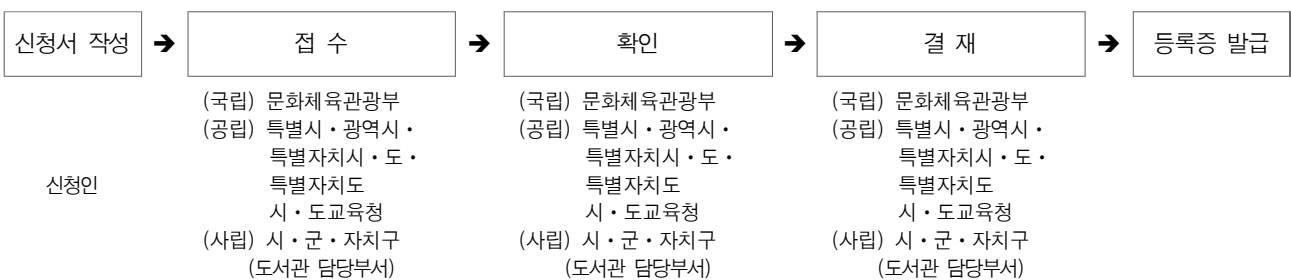 신청서 작성 ➔ 접 수 ➔ 확인 ➔ 결 재 ➔ 등록증 발급
신청인
(국립) 문화체육관광부
(공립) 특별시・광역시・
특별자치시・도・
특별자치도
시・도교육청
(사립) 시・군・자치구
(도서관 담당부서)
(국립) 문화체육관광부
(공립) 특별시・광역시・
특별자치시・도・
특별자치도
시・도교육청
(사립) 시・군・자치구
(도서관 담당부서)
(국립) 문화체육관광부
(공립) 특별시・광역시・
특별자치시・도・
특별자치도
시・도교육청
(사립) 시・군・자치구
(도서관 담당부서)